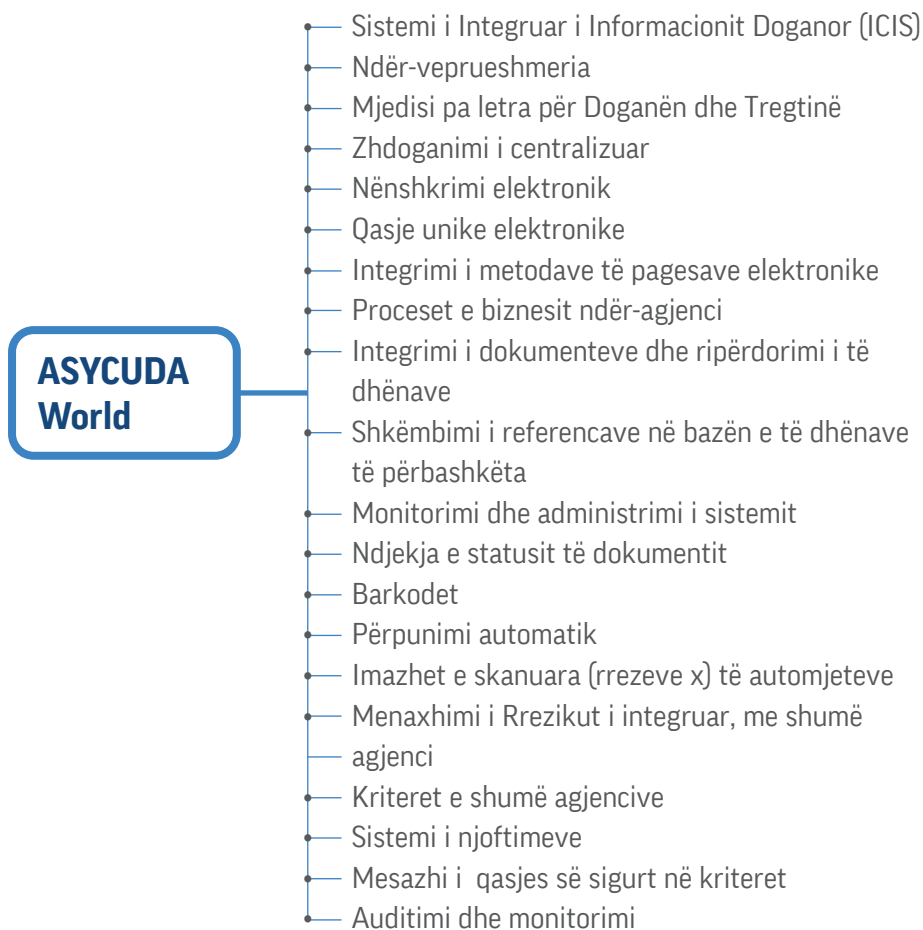 Sistemi i Integruar i Informacionit Doganor (ICIS)
Ndër-veprueshmeria
Mjedisi pa letra për Doganën dhe Tregtinë
Zhdoganimi i centralizuar
Nënshkrimi elektronik
Qasje unike elektronike
Integrimi i metodave të pagesave elektronike
Proceset e biznesit ndër-agjenci
ASYCUDA
World
Integrimi i dokumenteve dhe ripërdorimi i të
dhënave
Shkëmbimi i referencave në bazën e të dhënave
të përbashkëta
Monitorimi dhe administrimi i sistemit
Ndjekja e statusit të dokumentit
Barkodet
Përpunimi automatik
Imazhet e skanuara (rrezeve x) të automjeteve
Menaxhimi i Rrezikut i integruar, me shumë
agjenci
Kriteret e shumë agjencive
Sistemi i njoftimeve
Mesazhi i qasjes së sigurt në kriteret
Auditimi dhe monitorimi